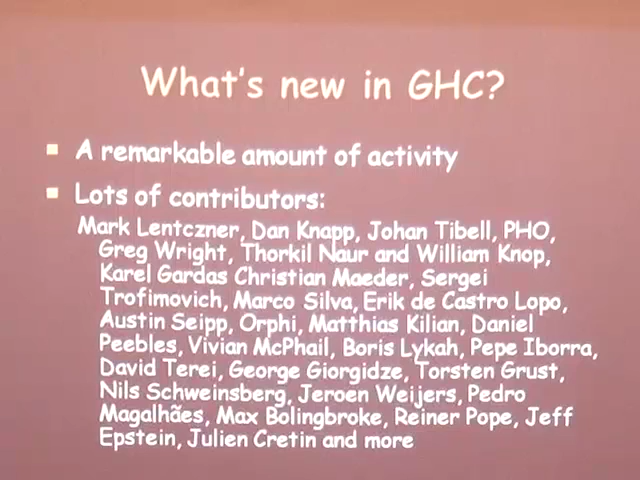 What's new in GHC?
A remarkable amount of activity
Lots of contributors:
Mark Lentczner, Dan Knapp, Johan Tibell, PHO,
Greg Wright, Thorkil Naur and William Knop,
Karel Gardas Christian Maeder, Sergei
Trofimovich, Marco Silva, Erik de Castro Lopo,
Austin Seipp, Orphi, Matthias Kilian, Daniel
Peebles, Vivian McPhail, Boris Lykah, Pepe Iborra,
David Terei, George Giorgidze, Torsten Grust,
Nils Schweinsberg, Jeroen Weijers, Pedro
Magalhães, Max Bolingbroke, Reiner Pope, Jeff
Epstein, Julien Cretin and more